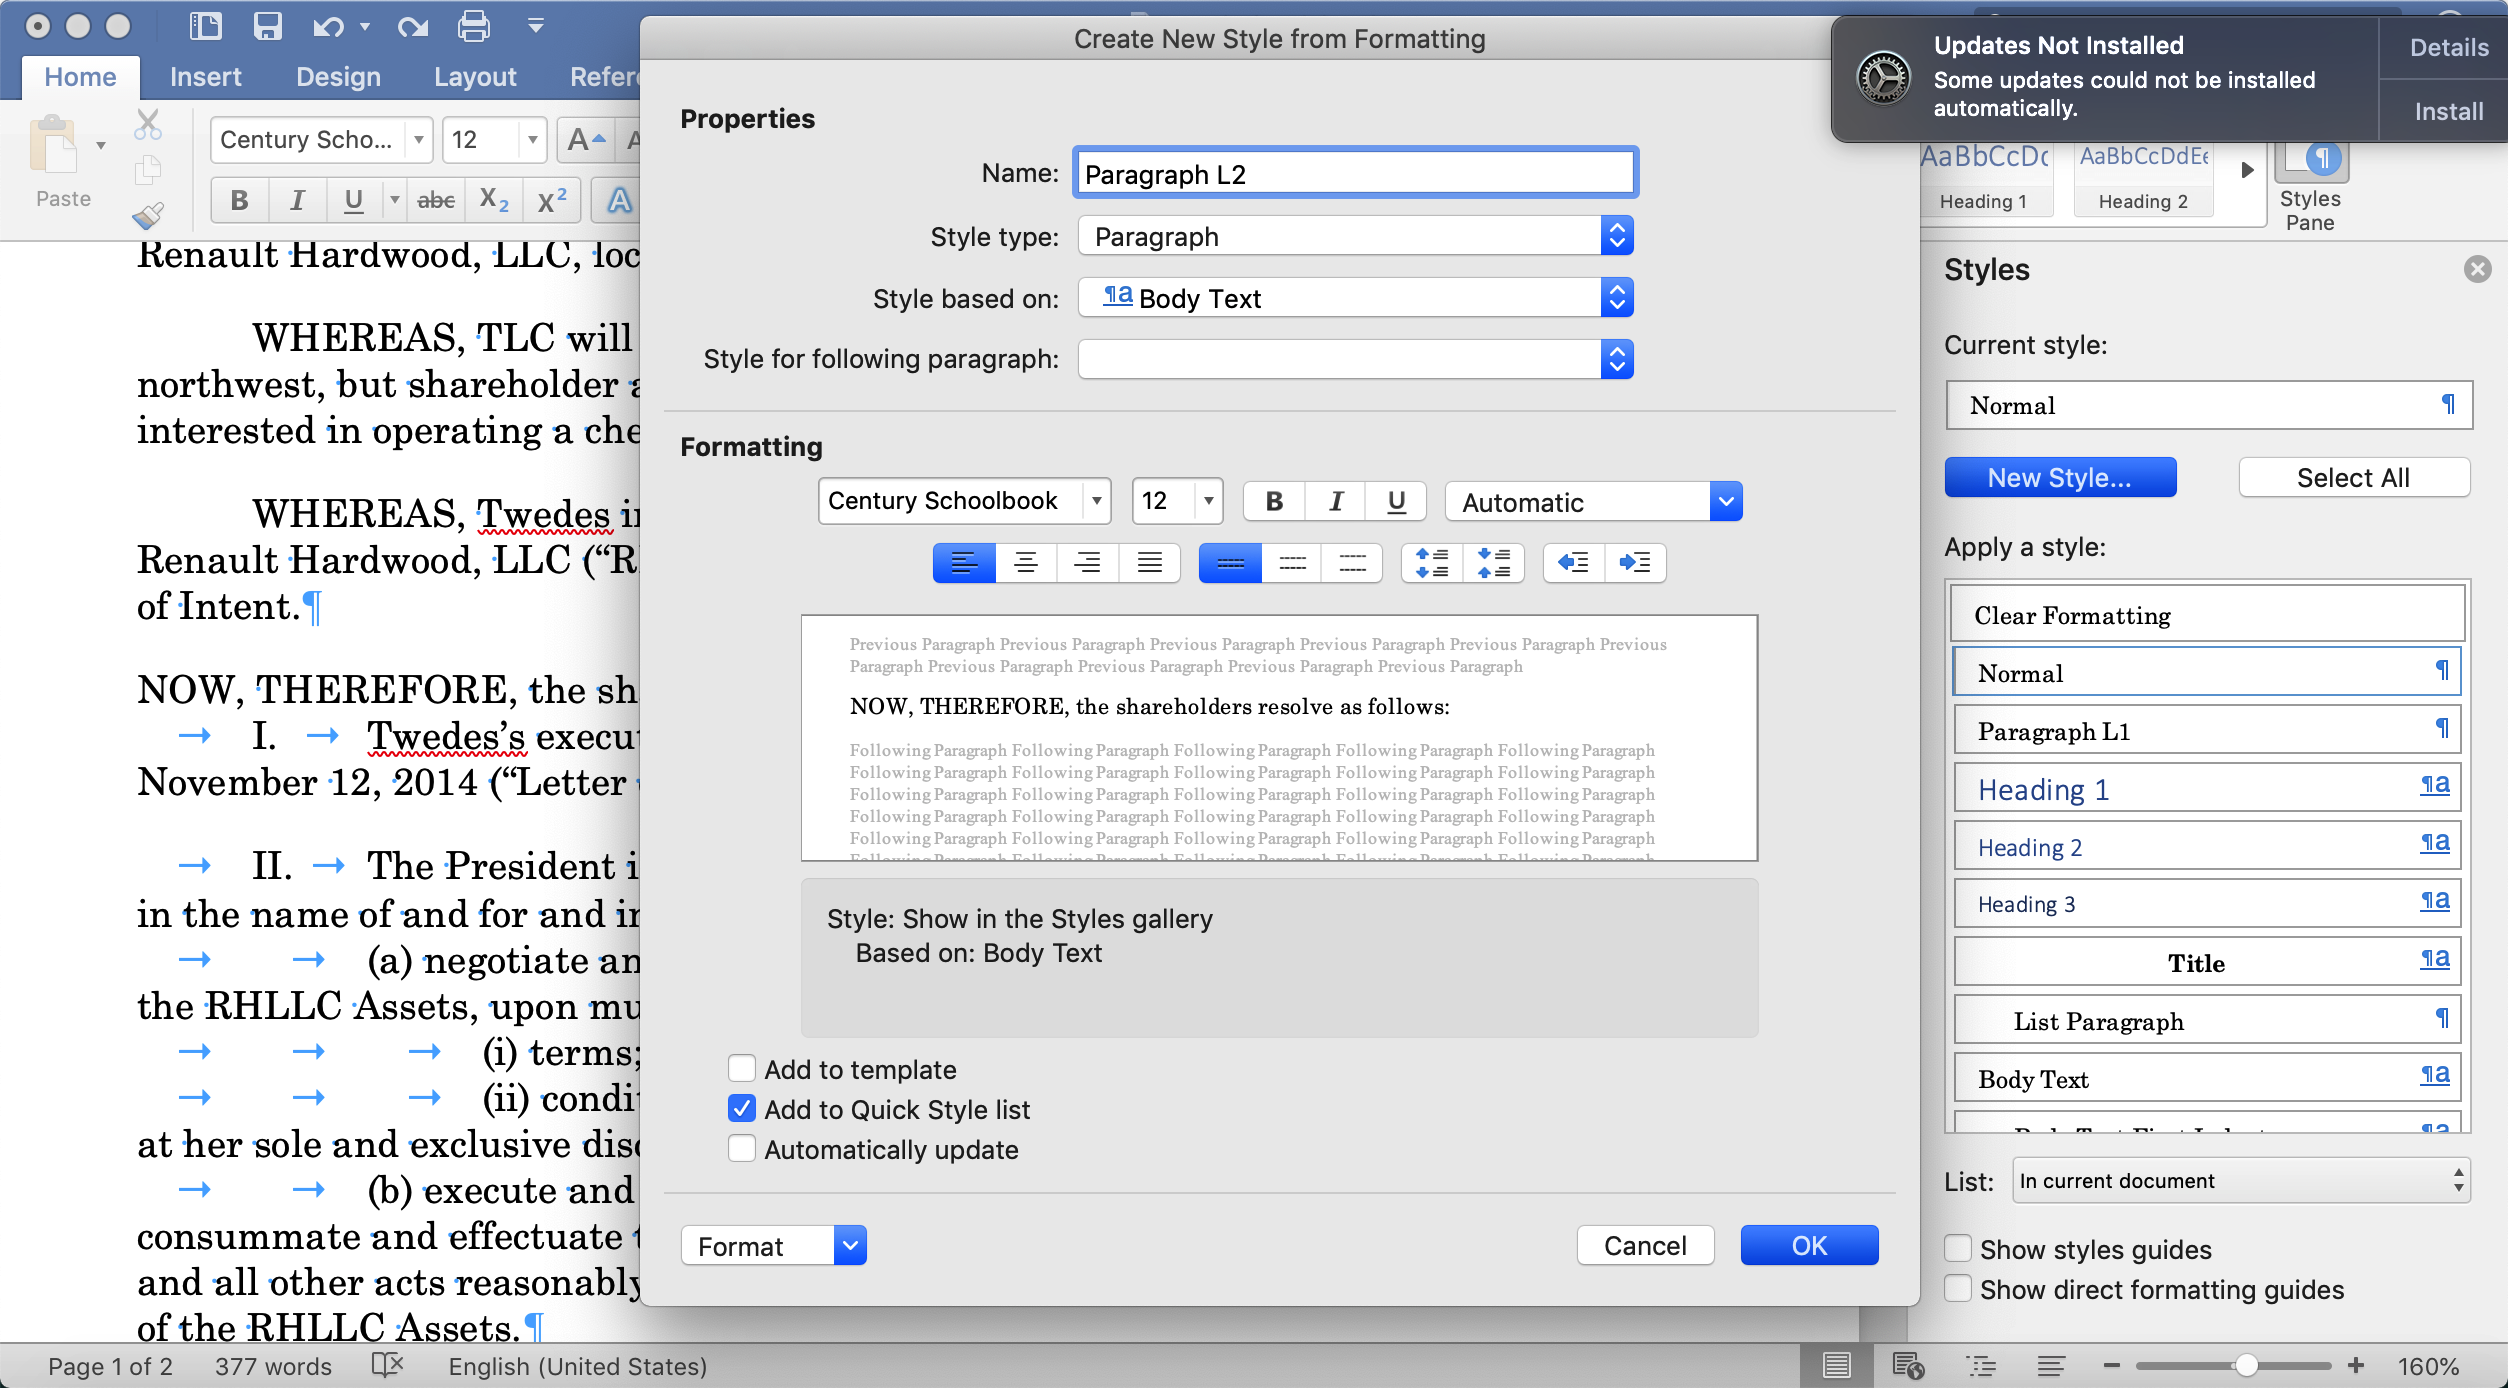 Create New Style from Formatting
Updates Not Installed
Some updates could not be installed
automatically.
Details
Install
Home
Insert
Design
Layout
Paste
Century Scho...
12
B
I
U
abc
X2
X2
A
Heading 1
Heading 2
Styles
Pane
Renault Hardwood, LLC,
WHEREAS, TLC will
northwest, but shareholder
interested in operating a
WHEREAS, Twedes
Renault Hardwood, LLC
of Intent.¶
NOW, THEREFORE, the
I. Twedes’s
November 12, 2014 (“Letter
II. The President
in the name of and for and
(a) negotiate
the RHLLC Assets, upon
(i) terms;
(ii)
at her sole and exclusive
(b) execute and
consummate and effectuate
and all other acts reasonably
of the RHLLC Assets.¶
Properties
Name:
Paragraph L2
Style type:
Paragraph
Style based on:
¶a Body Text
Style for following paragraph:
Formatting
Century Schoolbook
12
B
I
U
Automatic
Previous Paragraph Previous Paragraph Previous Paragraph Previous Paragraph Previous Paragraph Previous
Paragraph Previous Paragraph Previous Paragraph Previous Paragraph Previous Paragraph
NOW, THEREFORE, the shareholders resolve as follows:
Following Paragraph Following Paragraph Following Paragraph Following Paragraph Following Paragraph
Following Paragraph Following Paragraph Following Paragraph Following Paragraph Following Paragraph
Following Paragraph Following Paragraph Following Paragraph Following Paragraph Following Paragraph
Following Paragraph Following Paragraph Following Paragraph Following Paragraph Following Paragraph
Following Paragraph Following Paragraph Following Paragraph Following Paragraph Following Paragraph
Style: Show in the Styles gallery
Based on: Body Text
Add to template
Add to Quick Style list
Automatically update
Format
Cancel
OK
Styles
Current style:
Normal ¶
New Style...
Select All
Apply a style:
Clear Formatting
Normal ¶
Paragraph L1 ¶
Heading 1 ¶a
Heading 2 ¶a
Heading 3 ¶a
Title ¶a
List Paragraph ¶
Body Text ¶a
List:
In current document
Show styles guides
Show direct formatting guides
Page 1 of 2
377 words
English (United States)
160%